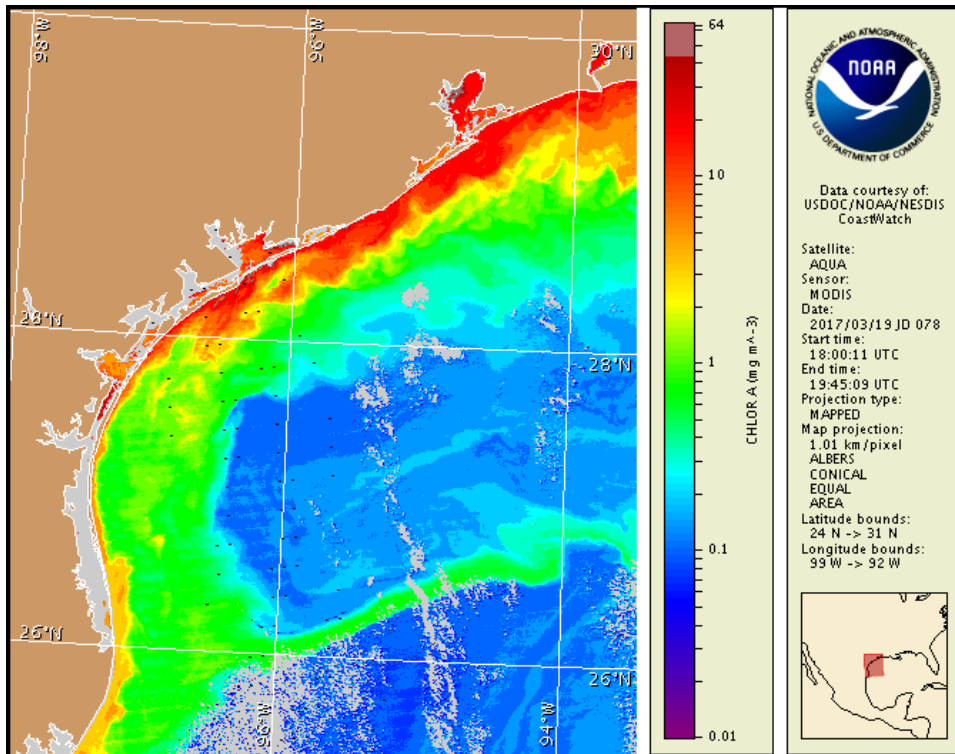 98°W
96°W
30°N
28°N
28°N
26°N
26°N
96°W
94°W
64
10
1
0.1
0.01
CHLOR A (mg m^-3)
NATIONAL OCEANIC AND ATMOSPHERIC ADMINISTRATION
NOAA
U.S. DEPARTMENT OF COMMERCE
Data courtesy of:
USDOC/NOAA/NESDIS
CoastWatch
Satellite:
AQUA
Sensor:
MODIS
Date:
2017/03/19 JD 078
Start time:
18:00:11 UTC
End time:
19:45:09 UTC
Projection type:
MAPPED
Map projection:
1.01 km/pixel
ALBERS
CONICAL
EQUAL
AREA
Latitude bounds:
24 N -> 31 N
Longitude bounds:
99 W -> 92 W